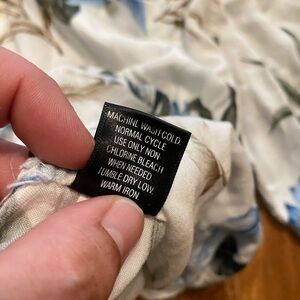 MACHINE WASH COLD
NORMAL CYCLE
USE ONLY NON
CHLORINE BLEACH
WHEN NEEDED
TUMBLE DRY LOW
WARM IRON